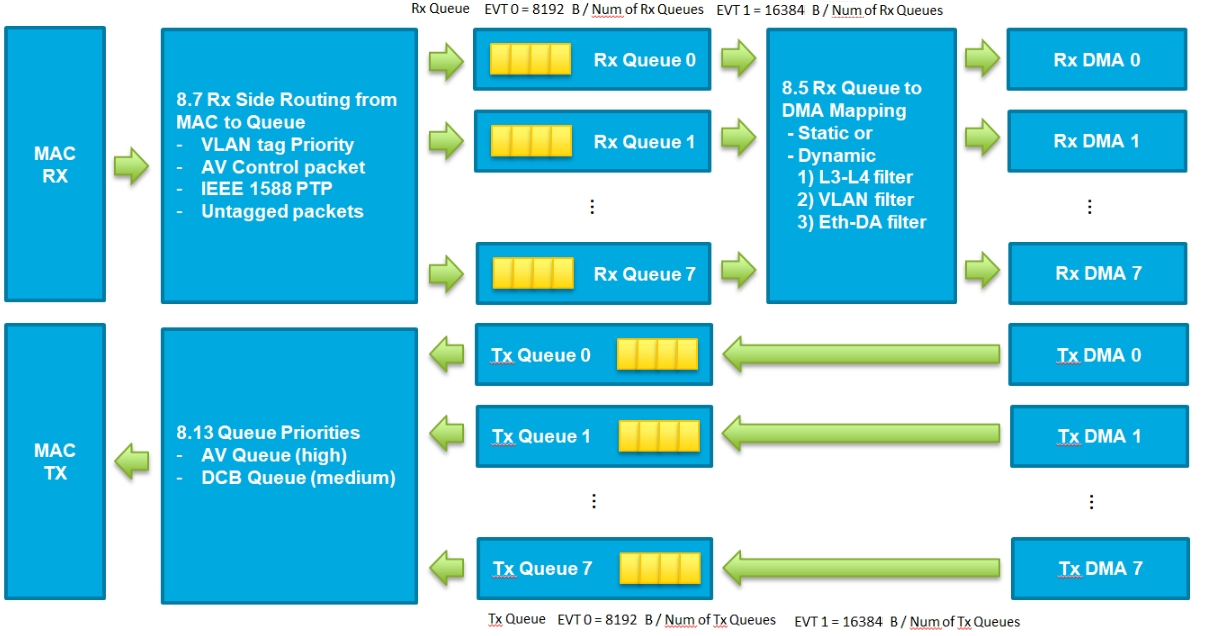 Rx Queue EVT 0 = 8192 B / Num of Rx Queues EVT 1 = 16384 B / Num of Rx Queues
MAC
RX
8.7 Rx Side Routing from
MAC to Queue
- VLAN tag Priority
- AV Control packet
- IEEE 1588 PTP
- Untagged packets
Rx Queue 0
Rx Queue 1
⋮
Rx Queue 7
8.5 Rx Queue to
DMA Mapping
- Static or
- Dynamic
1) L3-L4 filter
2) VLAN filter
3) Eth-DA filter
Rx DMA 0
Rx DMA 1
⋮
Rx DMA 7
MAC
TX
8.13 Queue Priorities
- AV Queue (high)
- DCB Queue (medium)
Tx Queue 0
Tx Queue 1
⋮
Tx Queue 7
Tx DMA 0
Tx DMA 1
⋮
Tx DMA 7
Tx Queue EVT 0 = 8192 B / Num of Tx Queues EVT 1 = 16384 B / Num of Tx Queues